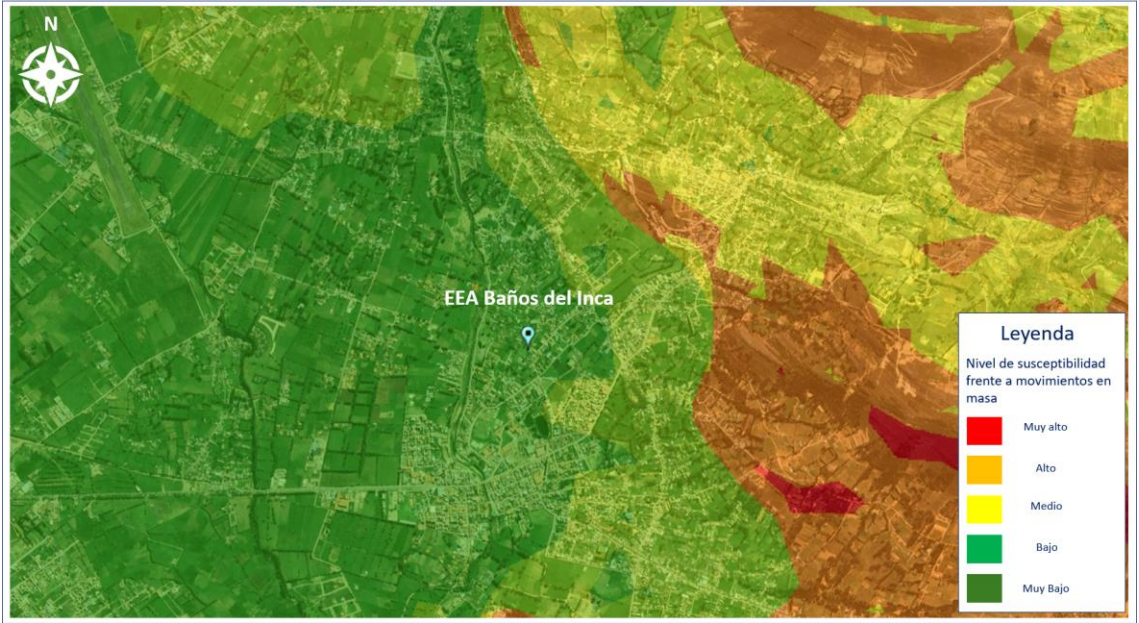 N
EEA Baños del Inca
Leyenda
Nivel de susceptibilidad
frente a movimientos en
masa
Muy alto
Alto
Medio
Bajo
Muy Bajo